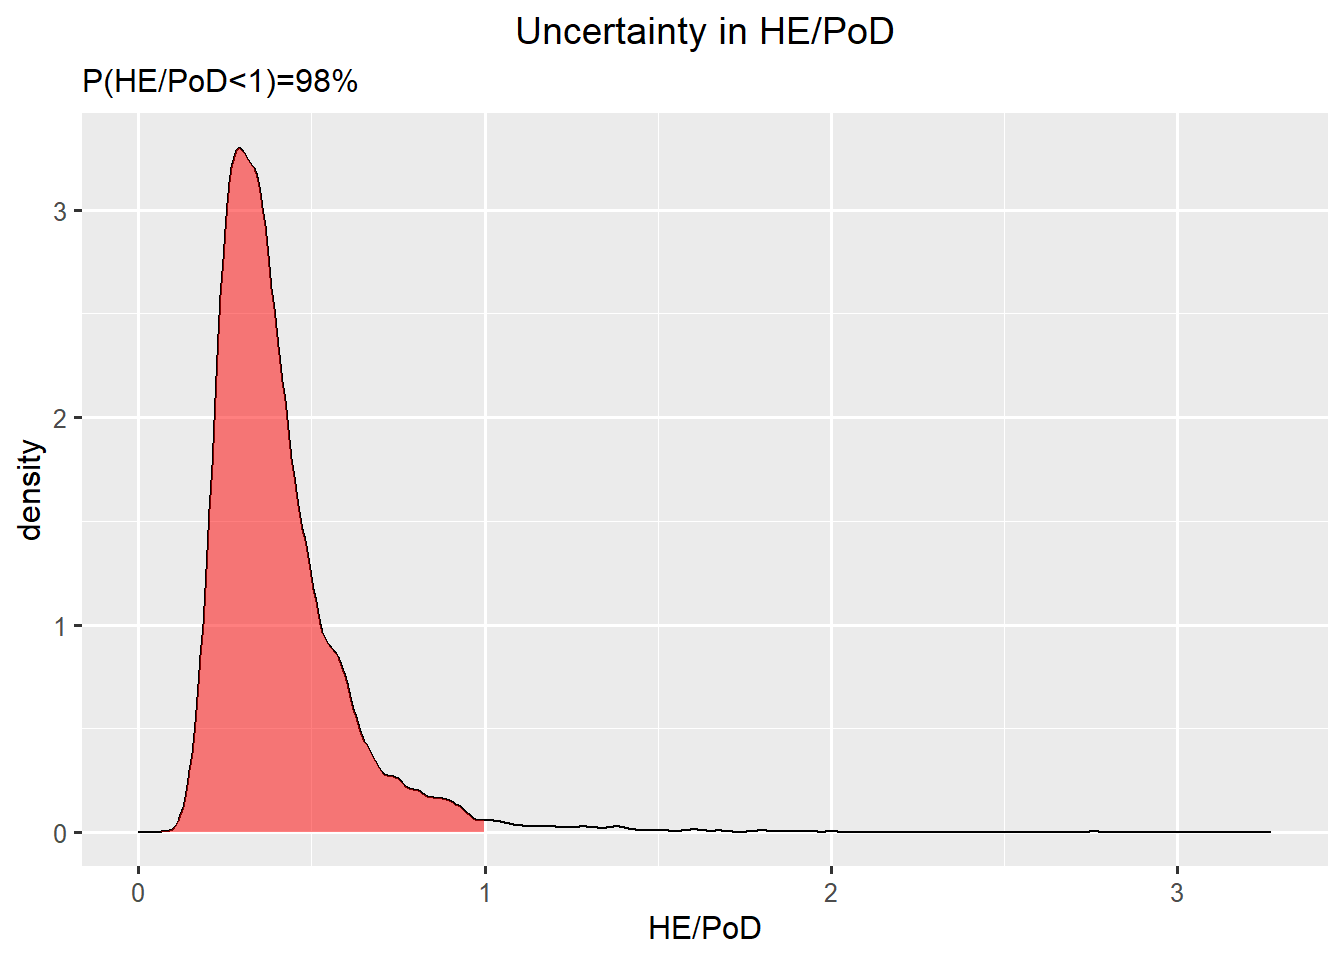 Uncertainty in HE/PoD
P(HE/PoD<1)=98%
density
3
2
1
0
0 1 2 3
HE/PoD